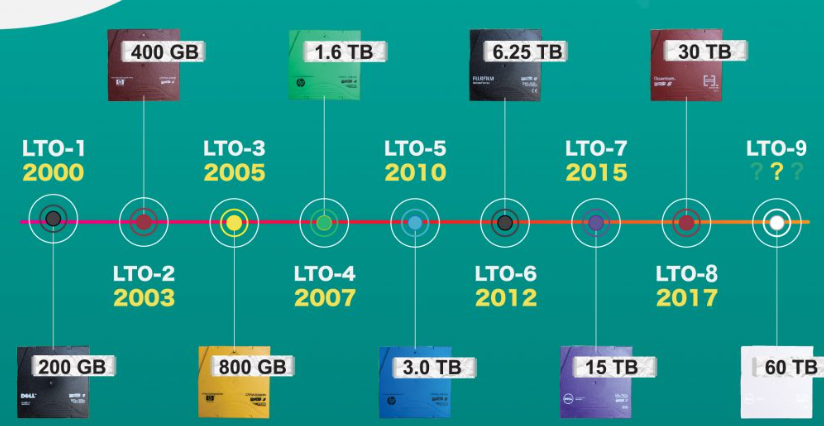 400 GB
1.6 TB
6.25 TB
30 TB
FUJIFILM
LTO-1
2000
LTO-3
2005
LTO-5
2010
LTO-7
2015
LTO-9
???
LTO-2
2003
LTO-4
2007
LTO-6
2012
LTO-8
2017
200 GB
800 GB
3.0 TB
15 TB
60 TB
DELL